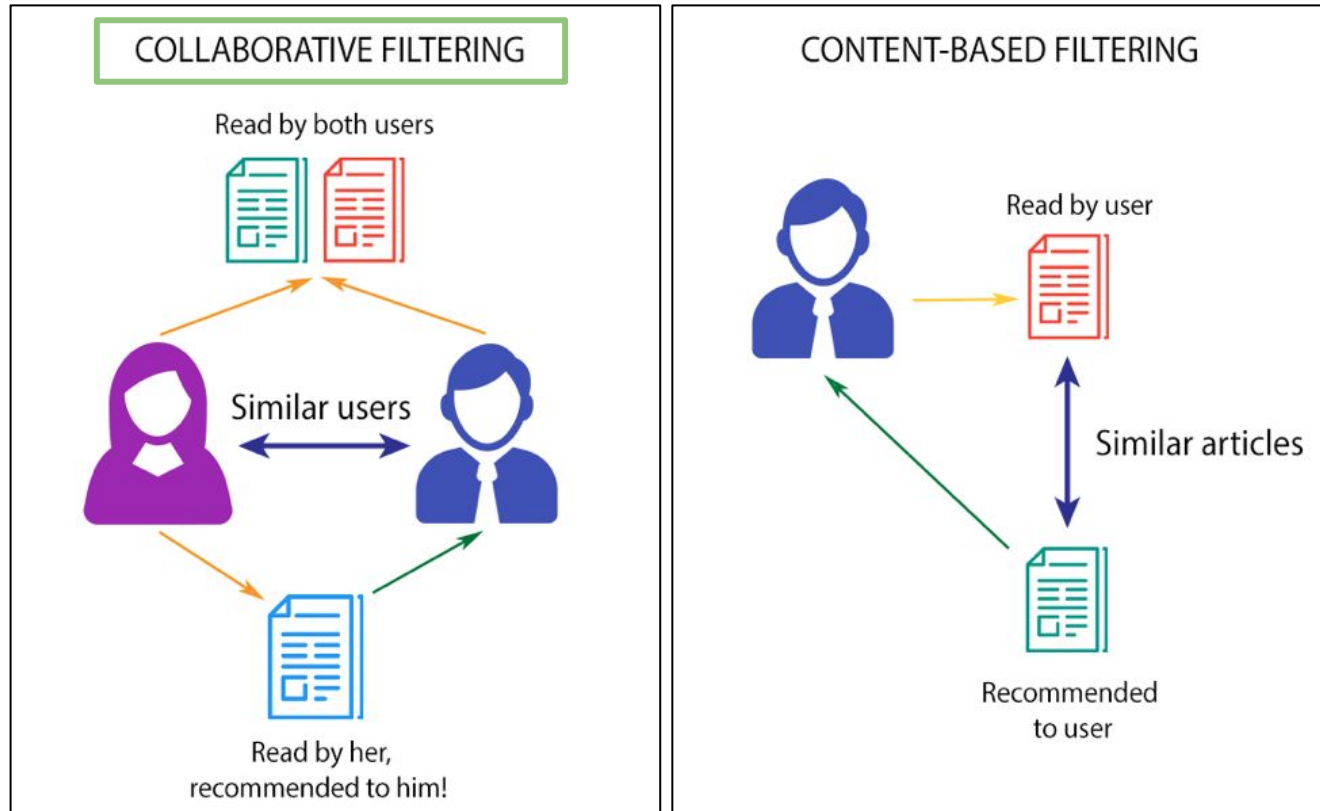 COLLABORATIVE FILTERING
Read by both users
Similar users
Read by her,
recommended to him!
CONTENT-BASED FILTERING
Read by user
Similar articles
Recommended
to user